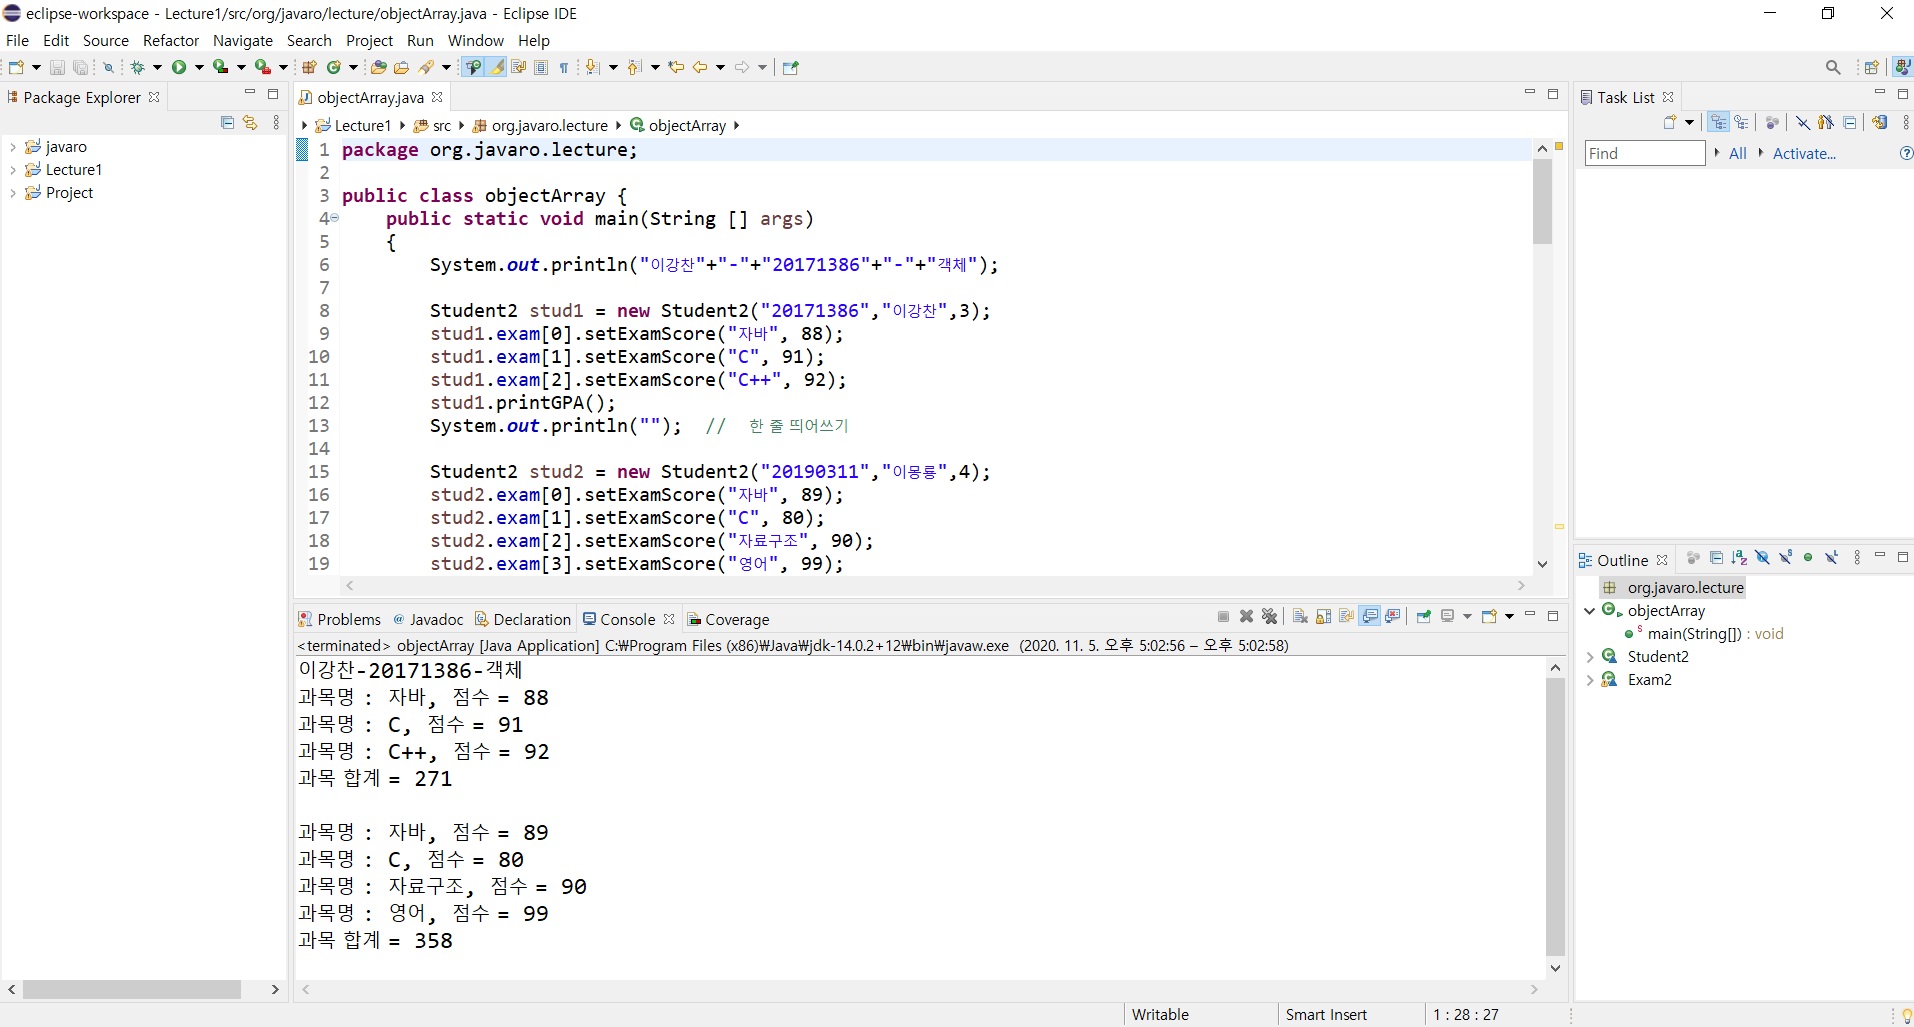 eclipse-workspace - Lecture1/src/org/javaro/lecture/objectArray.java - Eclipse IDE
File Edit Source Refactor Navigate Search Project Run Window Help
Package Explorer
javaro
Lecture1
Project
objectArray.java
Lecture1 src org.javaro.lecture objectArray
1 package org.javaro.lecture;
2
3 public class objectArray {
4 public static void main(String [] args)
5 {
6 System.out.println("이강찬"+"-"+"20171386"+"-"+"객체");
7
8 Student2 stud1 = new Student2("20171386","이강찬",3);
9 stud1.exam[0].setExamScore("자바", 88);
10 stud1.exam[1].setExamScore("C", 91);
11 stud1.exam[2].setExamScore("C++", 92);
12 stud1.printGPA();
13 System.out.println(""); // 한 줄 띄어쓰기
14
15 Student2 stud2 = new Student2("20190311","이몽룡",4);
16 stud2.exam[0].setExamScore("자바", 89);
17 stud2.exam[1].setExamScore("C", 80);
18 stud2.exam[2].setExamScore("자료구조", 90);
19 stud2.exam[3].setExamScore("영어", 99);
Problems @ Javadoc Declaration Console Coverage
<terminated> objectArray [Java Application] C:₩Program Files (x86)₩Java₩jdk-14.0.2+12₩bin₩javaw.exe (2020. 11. 5. 오후 5:02:56 – 오후 5:02:58)
이강찬-20171386-객체
과목명 : 자바, 점수 = 88
과목명 : C, 점수 = 91
과목명 : C++, 점수 = 92
과목 합계 = 271
과목명 : 자바, 점수 = 89
과목명 : C, 점수 = 80
과목명 : 자료구조, 점수 = 90
과목명 : 영어, 점수 = 99
과목 합계 = 358
Task List
Find All Activate...
Outline
org.javaro.lecture
objectArray
main(String[]) : void
Student2
Exam2
Writable Smart Insert 1 : 28 : 27